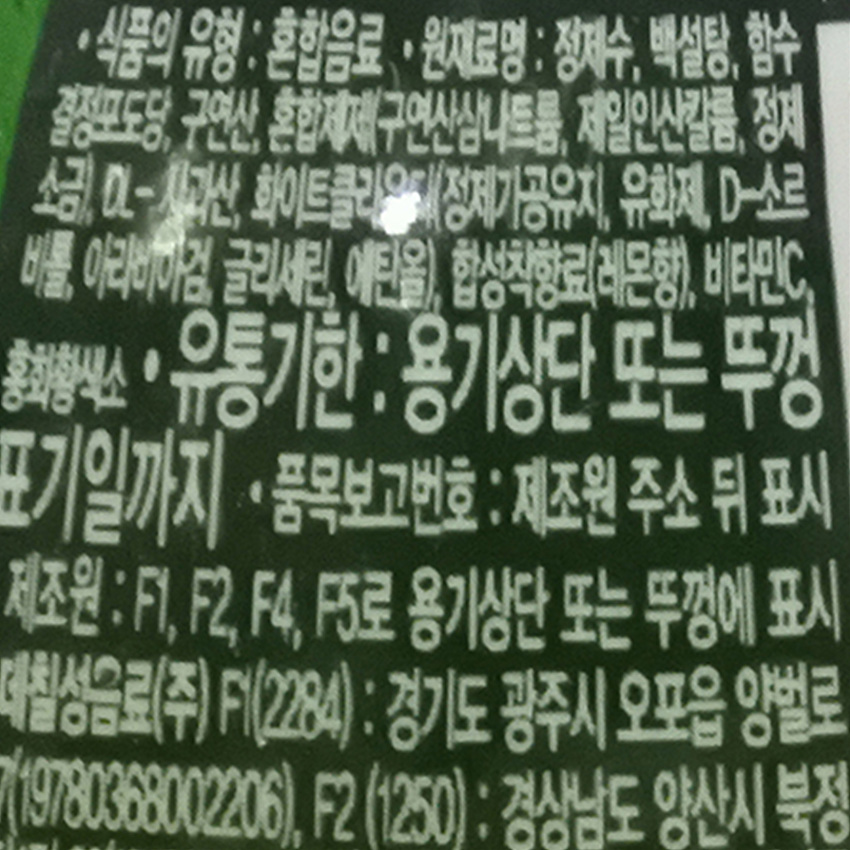 ·식품의 유형 : 혼합음료 ·원재료명 : 정제수, 백설탕, 함수
결정포도당, 구연산, 혼합제제(구연산삼나트륨, 제일인산칼륨, 정제
소금), DL-사과산, 화이트클라우디(정제가공유지, 유화제, D-소르
비톨, 아라비아검, 글리세린, 에탄올), 합성착향료(레몬향), 비타민C,
홍화황색소 ·유통기한 : 용기상단 또는 뚜껑
표기일까지 ·품목보고번호 : 제조원 주소 뒤 표시
제조원 : F1, F2, F4, F5로 용기상단 또는 뚜껑에 표시
데칠성음료(주) F1(2284) : 경기도 광주시 오포읍 양벌로
7(19780368002206), F2 (1250) : 경상남도 양산시 북정